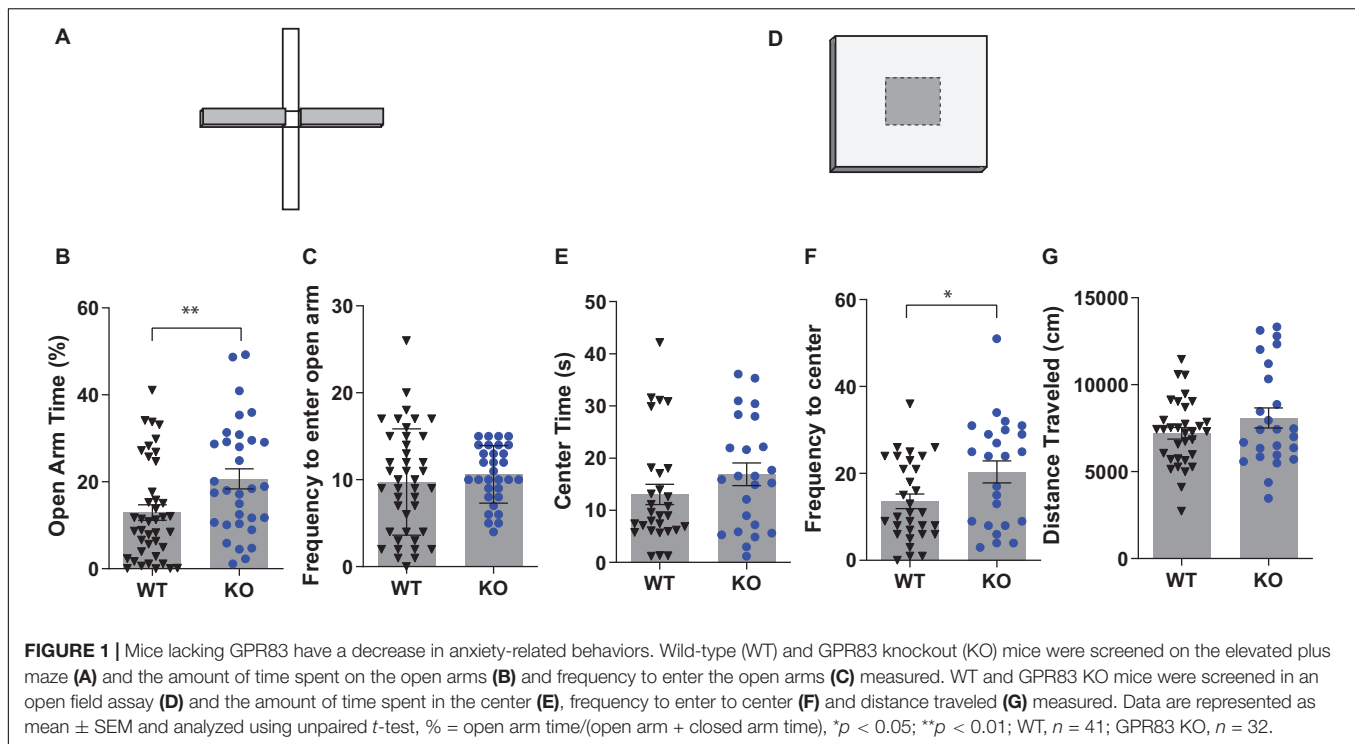 A
D
B
Open Arm Time (%)
60
40
20
0
**
WT
KO
C
Frequency to enter open arm
30
20
10
0
WT
KO
E
Center Time (s)
50
40
30
20
10
0
WT
KO
F
Frequency to center
60
40
20
0
*
WT
KO
G
Distance Traveled (cm)
15000
10000
5000
0
WT
KO
FIGURE 1 | Mice lacking GPR83 have a decrease in anxiety-related behaviors. Wild-type (WT) and GPR83 knockout (KO) mice were screened on the elevated plus
maze (A) and the amount of time spent on the open arms (B) and frequency to enter the open arms (C) measured. WT and GPR83 KO mice were screened in an
open field assay (D) and the amount of time spent in the center (E), frequency to enter to center (F) and distance traveled (G) measured. Data are represented as
mean ± SEM and analyzed using unpaired t-test, % = open arm time/(open arm + closed arm time), *p < 0.05; **p < 0.01; WT, n = 41; GPR83 KO, n = 32.